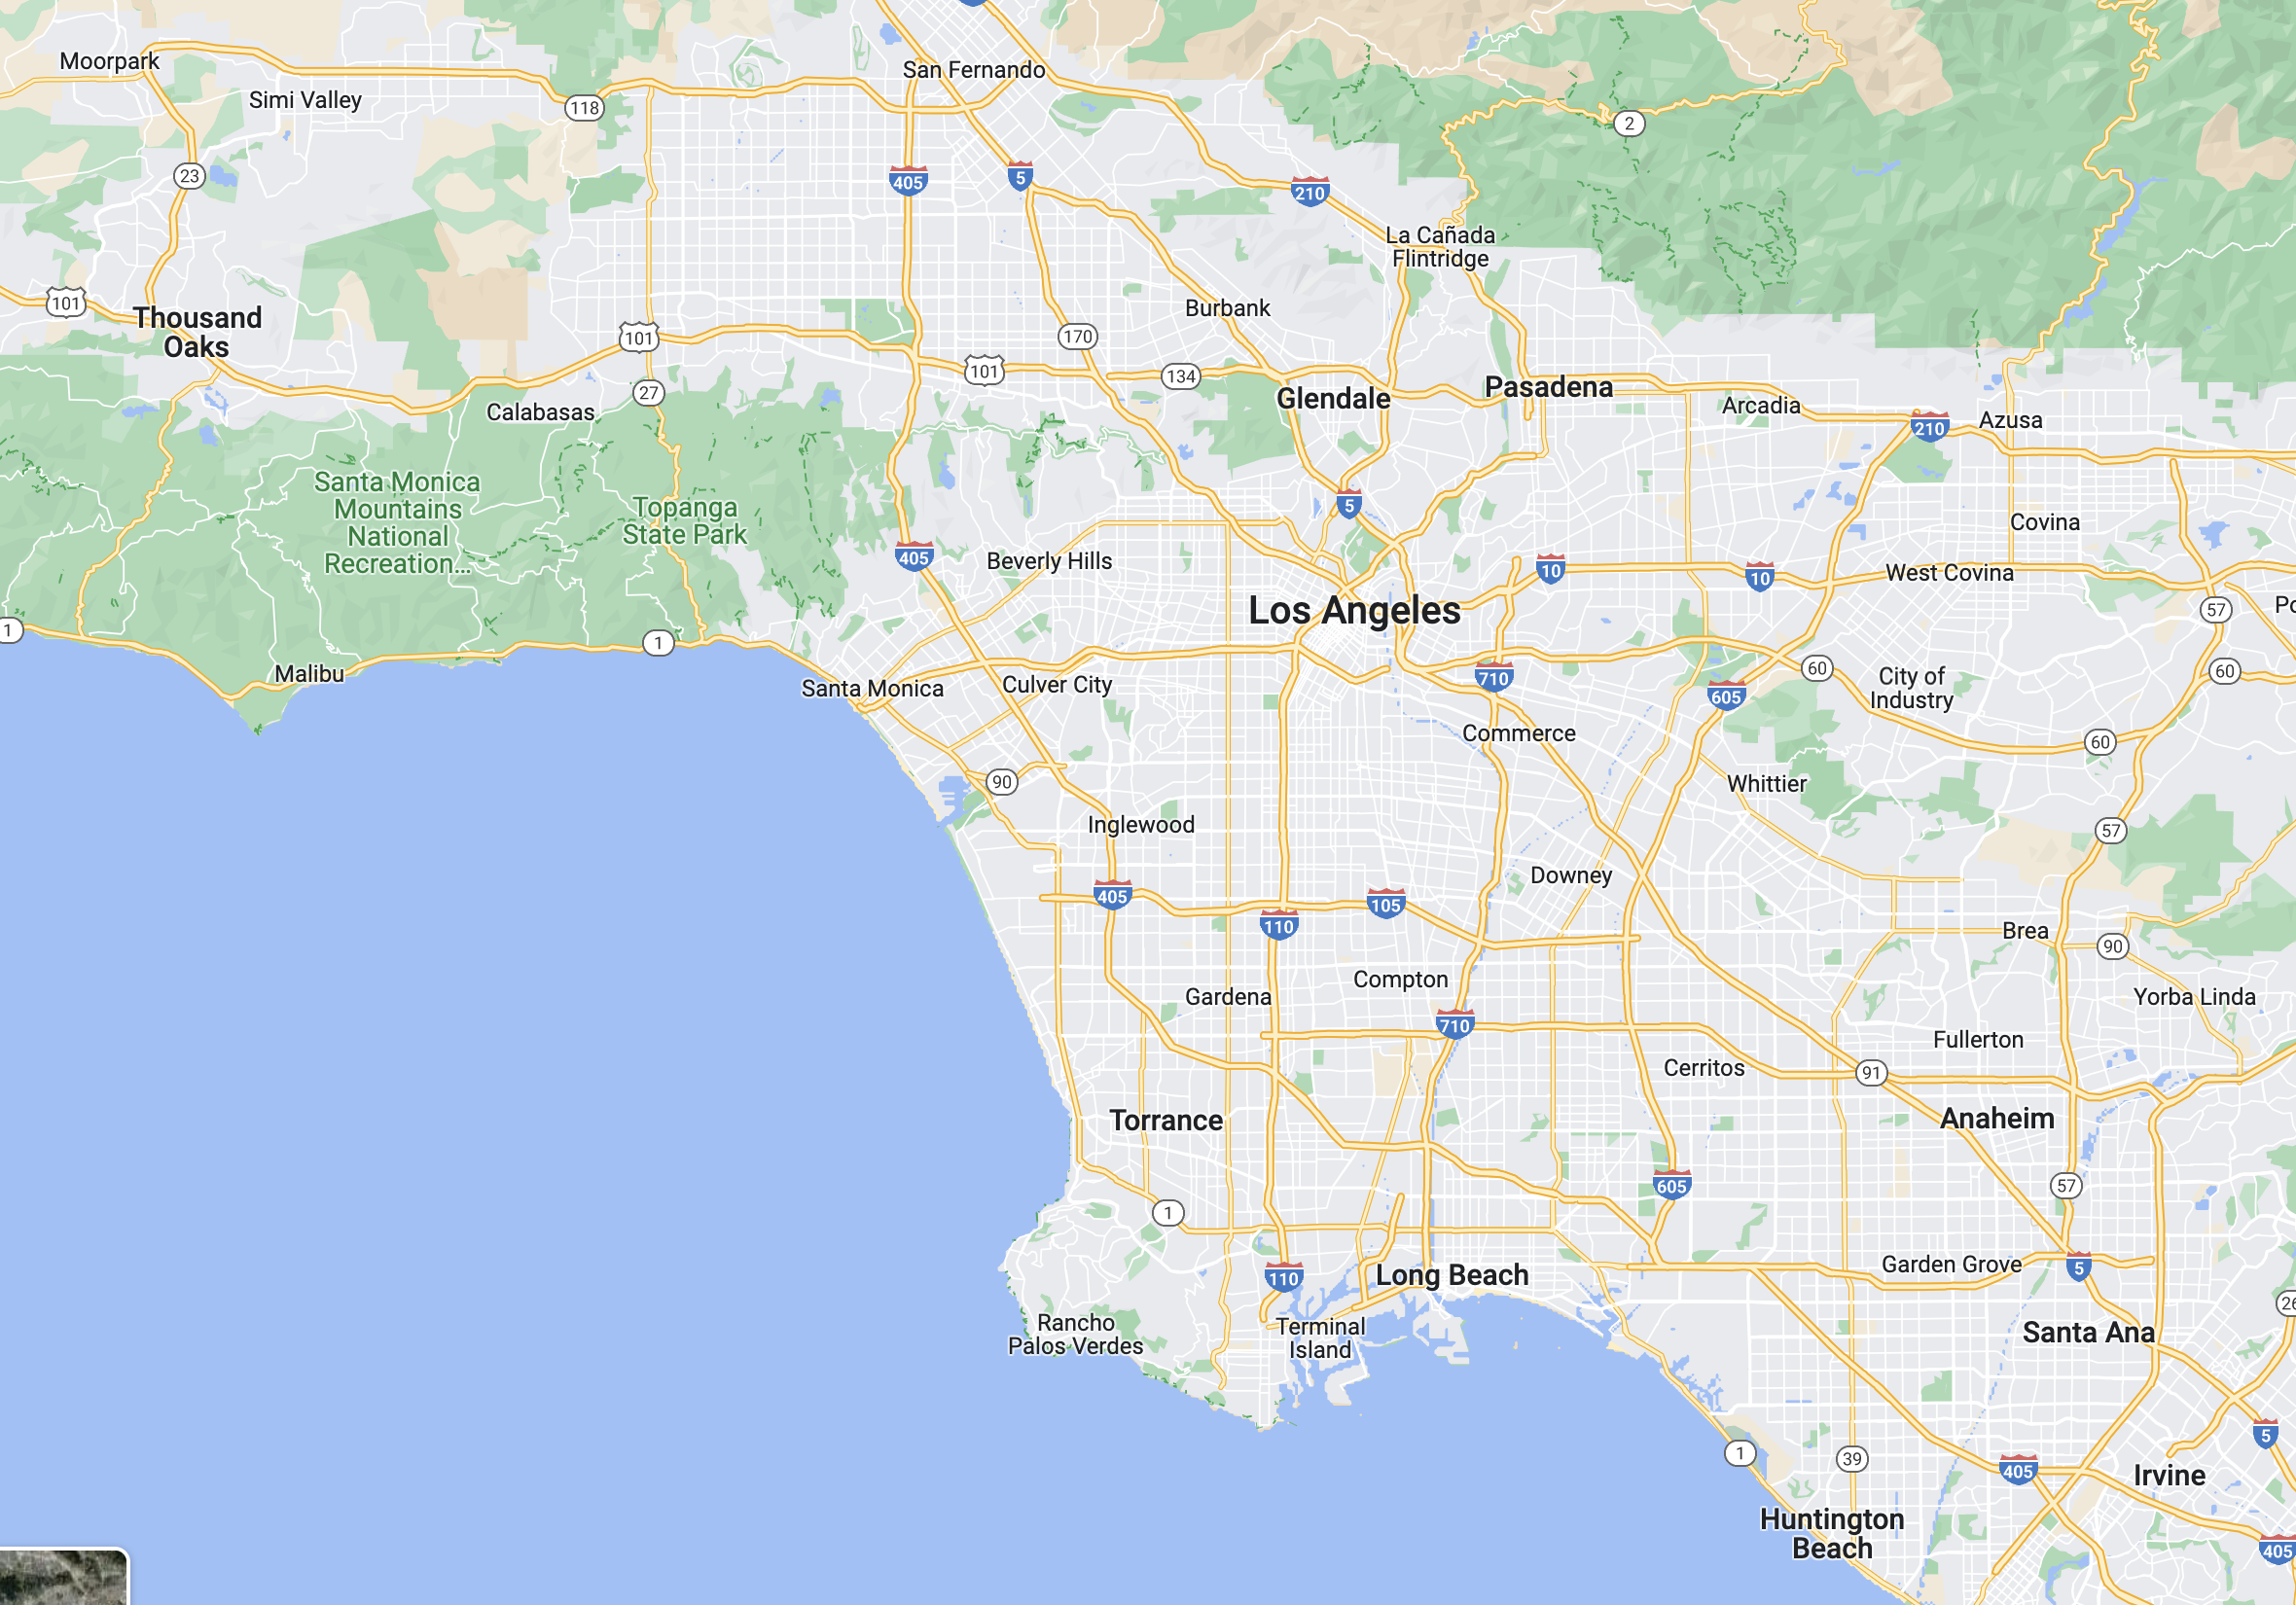 Moorpark
San Fernando
Simi Valley
118
2
23
405
5
210
La Cañada
Flintridge
101
Thousand
Oaks
Burbank
101
170
101
134
27
Glendale
Pasadena
Calabasas
Arcadia
210
Azusa
Santa Monica
Mountains
National
Recreation...
Topanga
State Park
5
Covina
405
Beverly Hills
10
10
West Covina
Los Angeles
57
1
1
Malibu
Santa Monica
Culver City
710
605
60
City of
Industry
60
Commerce
60
90
Whittier
Inglewood
57
Downey
405
110
105
Brea
90
Compton
Gardena
Yorba Linda
710
Fullerton
Cerritos
91
Torrance
Anaheim
605
57
1
Garden Grove
5
110
Long Beach
Rancho
Palos Verdes
Terminal
Island
Santa Ana
5
1
39
405
Irvine
Huntington
Beach
405